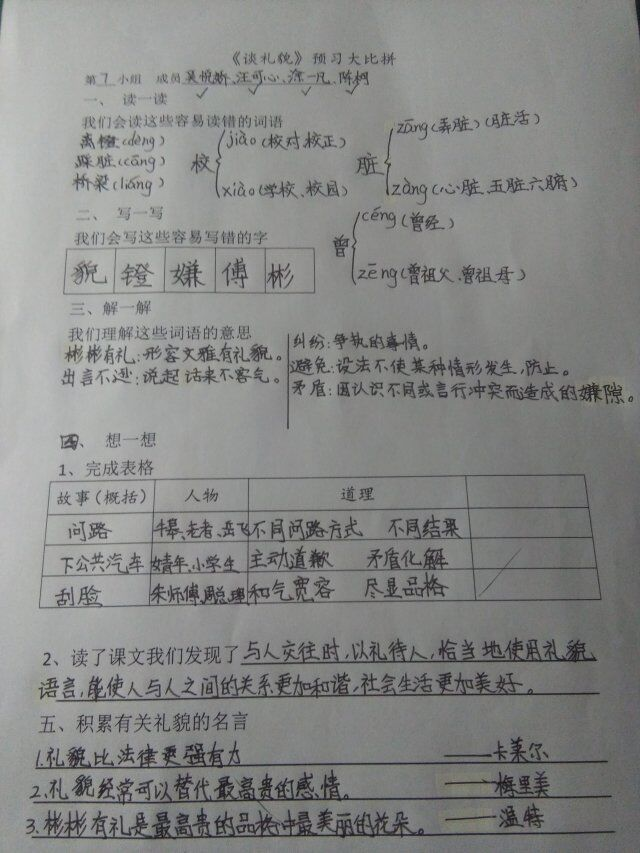 《谈礼貌》预习大比拼
第7小组 成员吴悦昕、汪可心、涂一凡、陈柯
一、 读一读
我们会读这些容易读错的词语
离镫(dèng)
踩脏(cāng)
桥梁(liáng)
校 jiào(校对、校正)
xiào(学校、校园)
脏 zāng(弄脏)(脏活)
zàng(心脏、五脏六腑)
曾 céng(曾经)
zēng(曾祖父、曾祖母)
二、 写一写
我们会写这些容易写错的字
貌 镫 嫌 傅 彬
三、解一解
我们理解这些词语的意思
彬彬有礼:形容文雅有礼貌。
出言不逊:说起话来不客气。
纠纷:争执的事情。
避免:设法不使某种情形发生,防止。
矛盾:因认识不同或言行冲突而造成的嫌隙。
四、 想一想
1、完成表格
故事(概括) 人物 道理
问路 牛皋、老者、岳飞 不同问路方式 不同结果
下公共汽车 女青年、小学生 主动道歉 矛盾化解
刮脸 朱师傅、周总理 和气宽容 尽显品格
2、读了课文我们发现了与人交往时,以礼待人,恰当地使用礼貌
语言,能使人与人之间的关系更加和谐,社会生活更加美好。
五、积累有关礼貌的名言
1.礼貌比法律更强有力 ——卡莱尔
2.礼貌经常可以替代最高贵的感情。 ——梅里美
3.彬彬有礼是最高贵的品格中最美丽的花朵。 ——温特